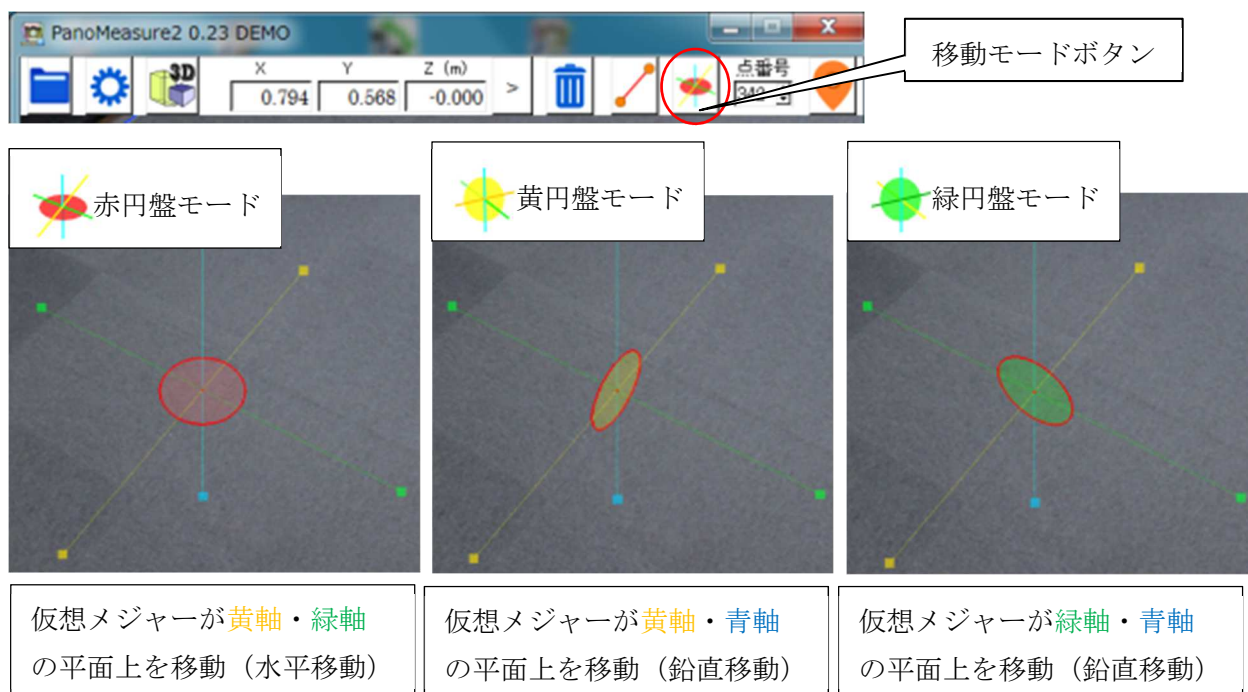 PanoMeasure2 0.23 DEMO
移動モードボタン
3D
X Y Z (m)
点番号
0.794 0.568 -0.000 > 342
赤円盤モード
黄円盤モード
緑円盤モード
仮想メジャーが黄軸・緑軸
の平面上を移動（水平移動）
仮想メジャーが黄軸・青軸
の平面上を移動（鉛直移動）
仮想メジャーが緑軸・青軸
の平面上を移動（鉛直移動）